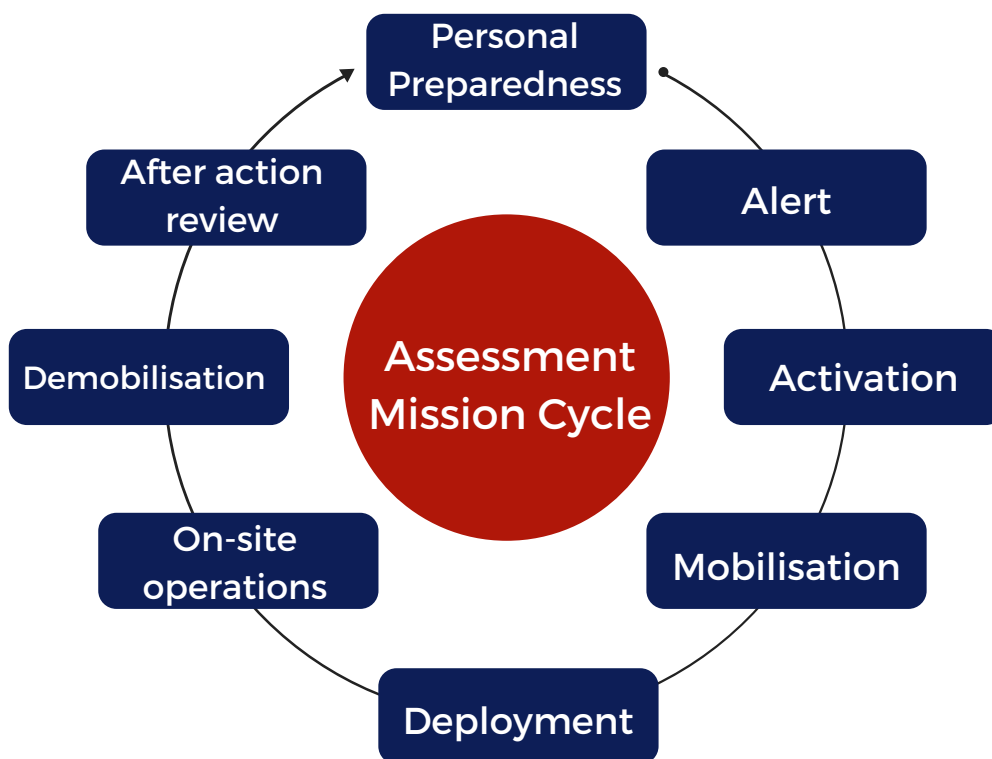 Personal
Preparedness
After action
review
Alert
Assessment
Mission Cycle
Demobilisation
Activation
On-site
operations
Mobilisation
Deployment